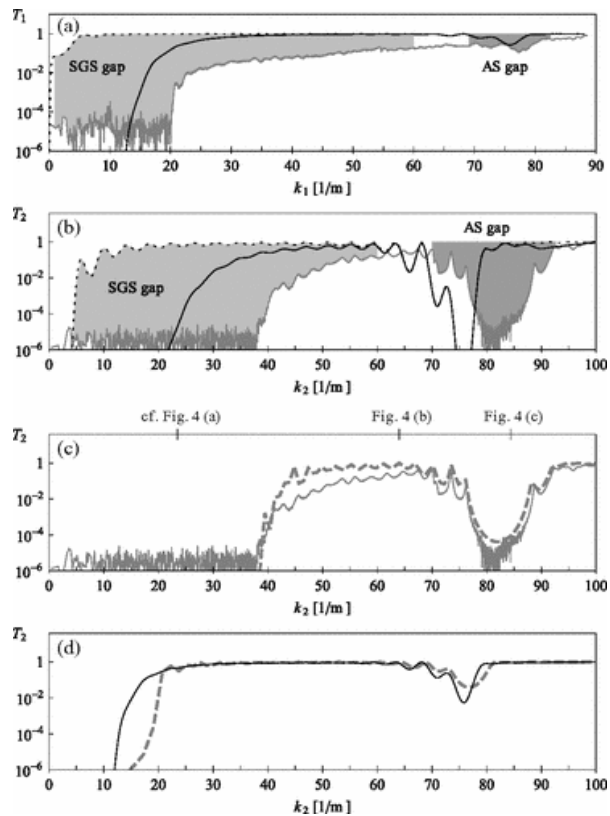 T1
(a)
1
SGS gap
AS gap
10^-2
10^-4
10^-6
0 10 20 30 40 50 60 70 80 90
k1 [1/m]
T2
(b)
AS gap
1
10^-2
SGS gap
10^-4
10^-6
0 10 20 30 40 50 60 70 80 90 100
k2 [1/m]
cf. Fig. 4 (a) Fig. 4 (b) Fig. 4 (c)
T2
(c)
1
10^-2
10^-4
10^-6
0 10 20 30 40 50 60 70 80 90 100
k2 [1/m]
T2
(d)
1
10^-2
10^-4
10^-6
0 10 20 30 40 50 60 70 80 90 100
k2 [1/m]